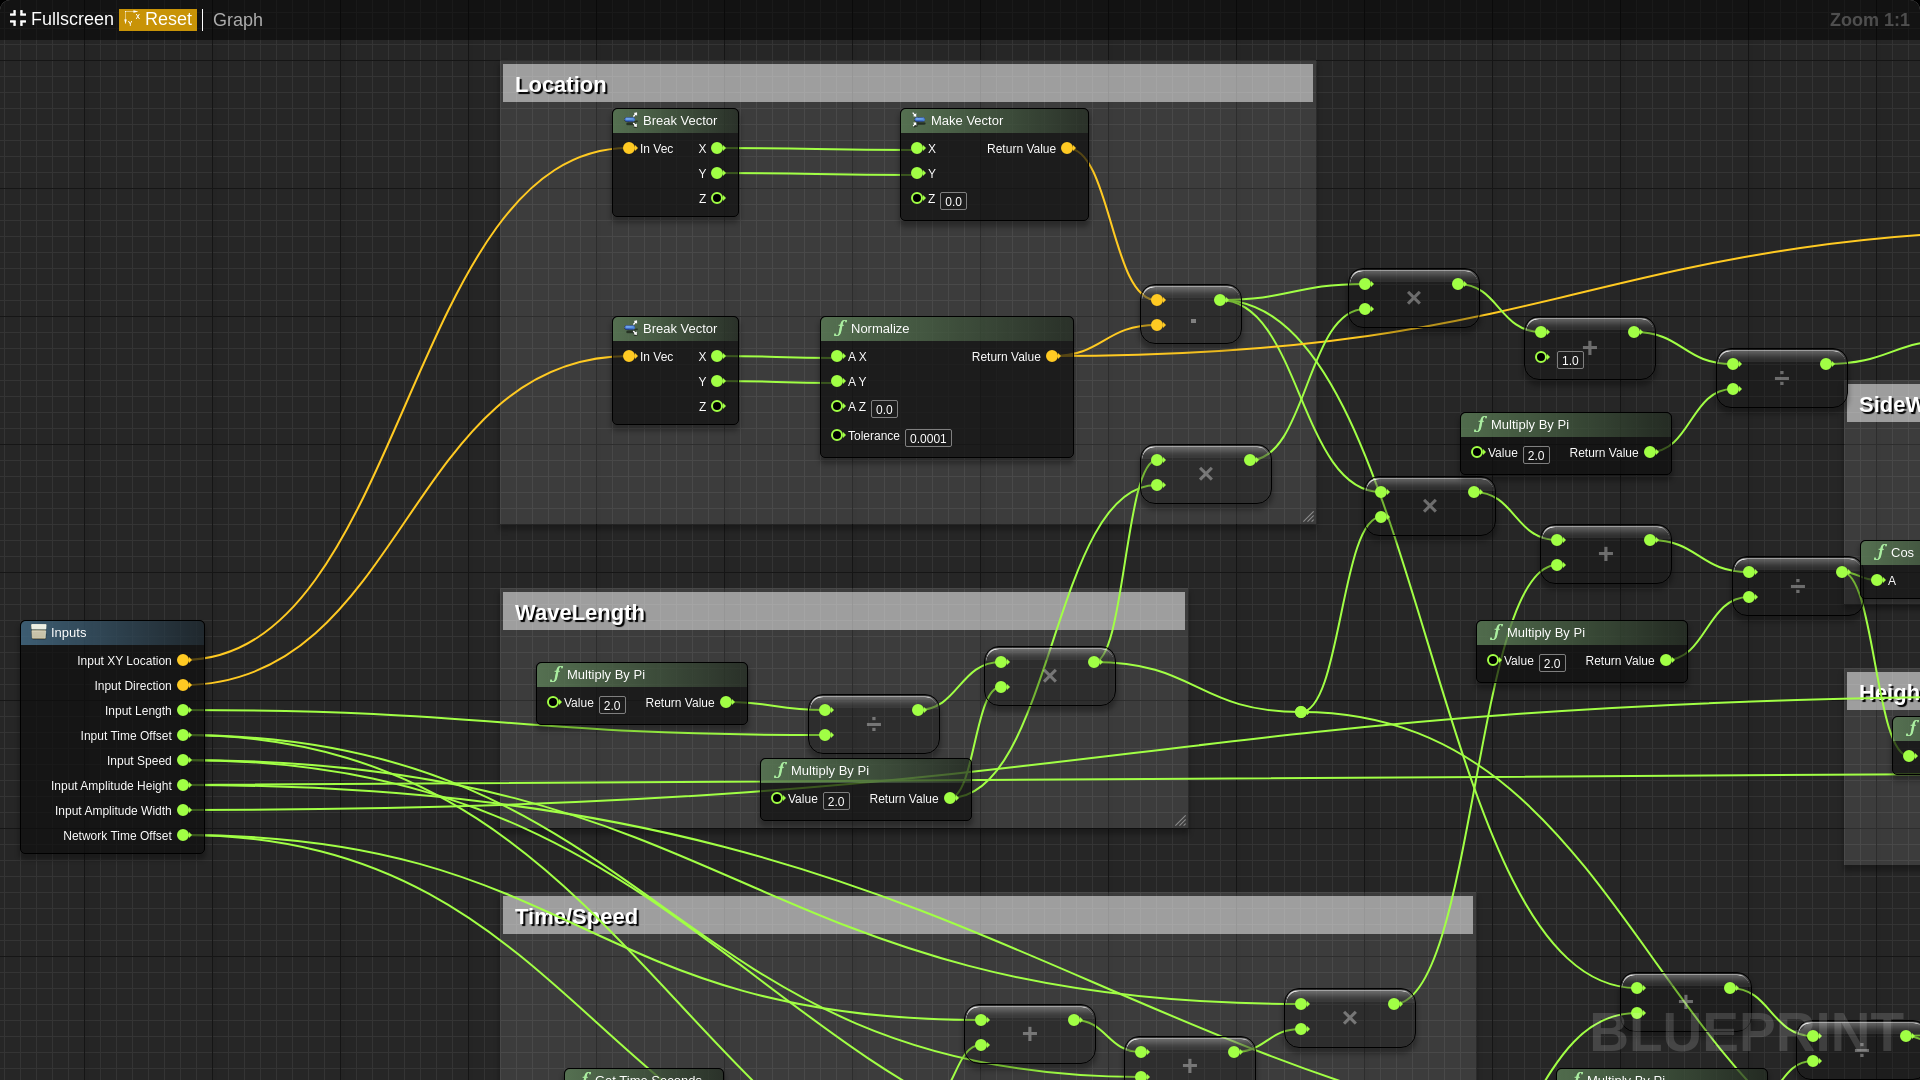 Fullscreen Reset Graph Zoom 1:1
Location
Break Vector
In Vec X
Y
Z
Make Vector
X Return Value
Y
Z 0.0
Break Vector
In Vec X
Y
Z
Normalize
A X Return Value
A Y
A Z 0.0
Tolerance 0.0001
-
×
+
1.0
÷
Multiply By Pi
Value 2.0 Return Value
×
×
+
÷
Multiply By Pi
Value 2.0 Return Value
SideW
Cos
A
Heigh
Inputs
Input XY Location
Input Direction
Input Length
Input Time Offset
Input Speed
Input Amplitude Height
Input Amplitude Width
Network Time Offset
WaveLength
Multiply By Pi
Value 2.0 Return Value
÷
×
Multiply By Pi
Value 2.0 Return Value
Time/Speed
+
+
×
Get Time Seconds
+
÷
Multiply By Pi
BLUEPRINT